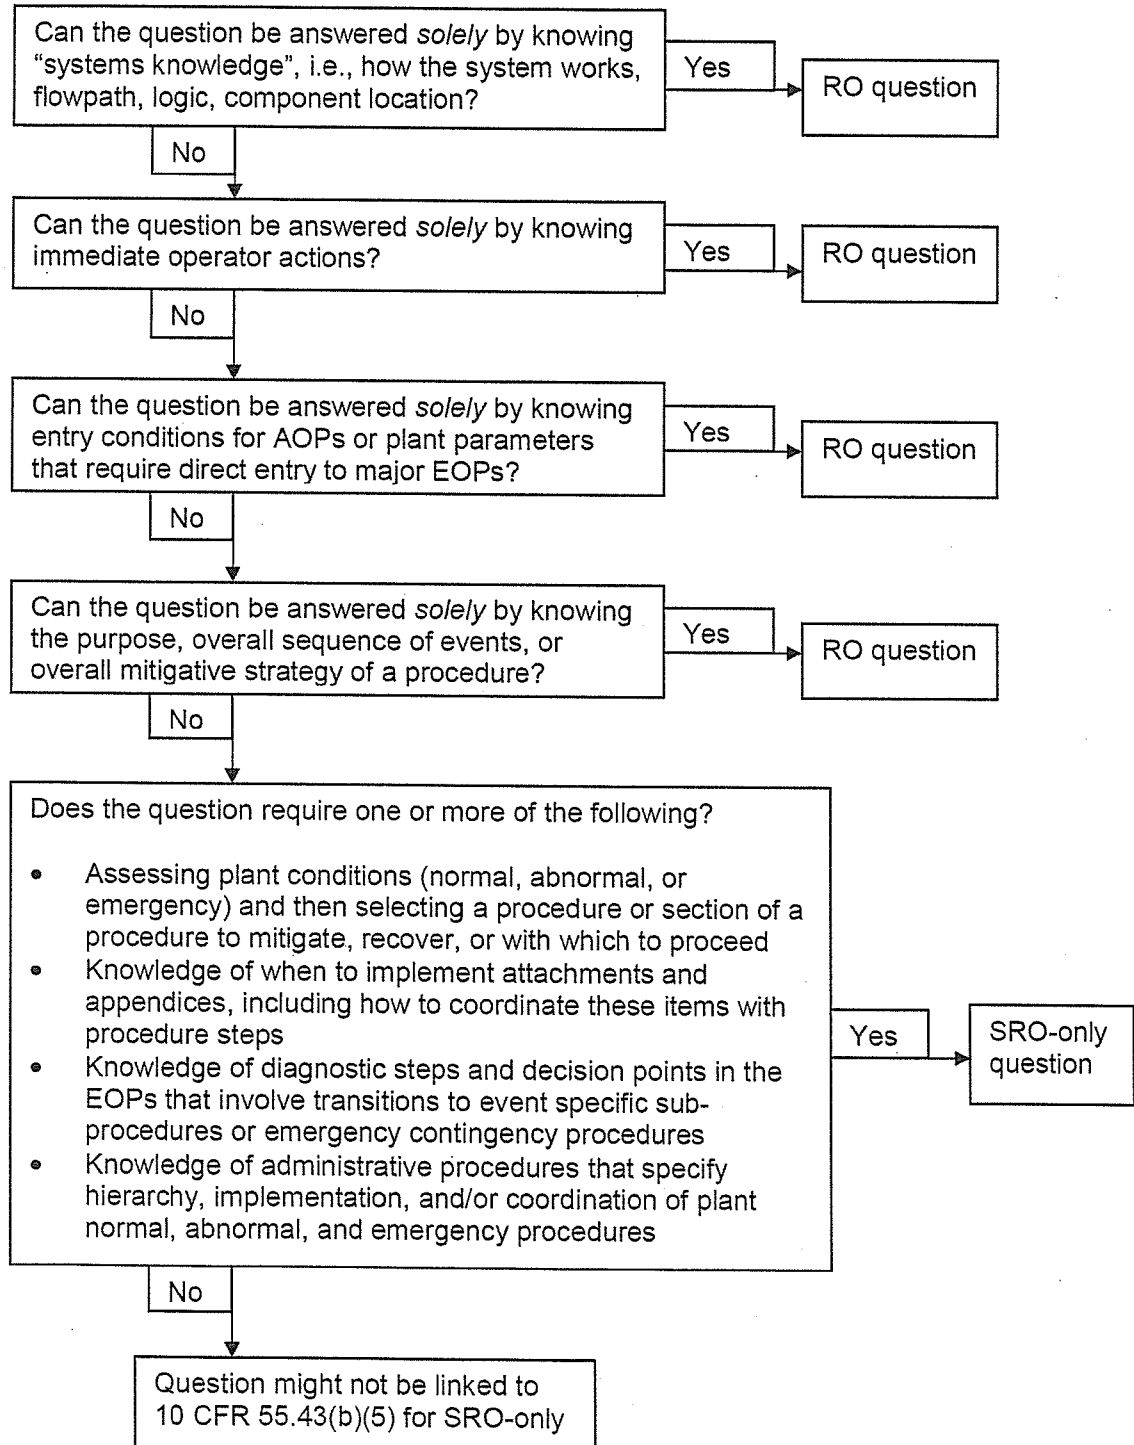 Can the question be answered solely by knowing
“systems knowledge”, i.e., how the system works,
flowpath, logic, component location?
Yes
RO question
No
Can the question be answered solely by knowing
immediate operator actions?
Yes
RO question
No
Can the question be answered solely by knowing
entry conditions for AOPs or plant parameters
that require direct entry to major EOPs?
Yes
RO question
No
Can the question be answered solely by knowing
the purpose, overall sequence of events, or
overall mitigative strategy of a procedure?
Yes
RO question
No
Does the question require one or more of the following?
• Assessing plant conditions (normal, abnormal, or
emergency) and then selecting a procedure or section of a
procedure to mitigate, recover, or with which to proceed
• Knowledge of when to implement attachments and
appendices, including how to coordinate these items with
procedure steps
• Knowledge of diagnostic steps and decision points in the
EOPs that involve transitions to event specific sub-
procedures or emergency contingency procedures
• Knowledge of administrative procedures that specify
hierarchy, implementation, and/or coordination of plant
normal, abnormal, and emergency procedures
Yes
SRO-only
question
No
Question might not be linked to
10 CFR 55.43(b)(5) for SRO-only